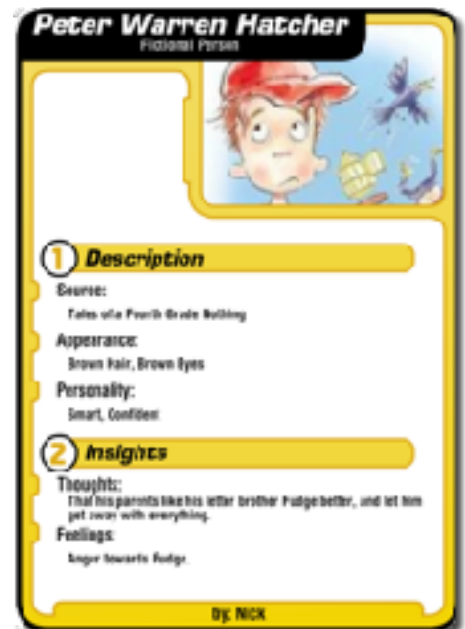 Peter Warren Hatcher
Fictional Person
1 Description
Source:
Tales of a Fourth Grade Nothing
Appearance:
Brown Hair, Brown Eyes
Personality:
Smart, Confident
2 Insights
Thoughts:
That his parents like his brother Fudge better, and let him
get away with everything.
Feelings:
Anger towards Fudge.
by: Nick